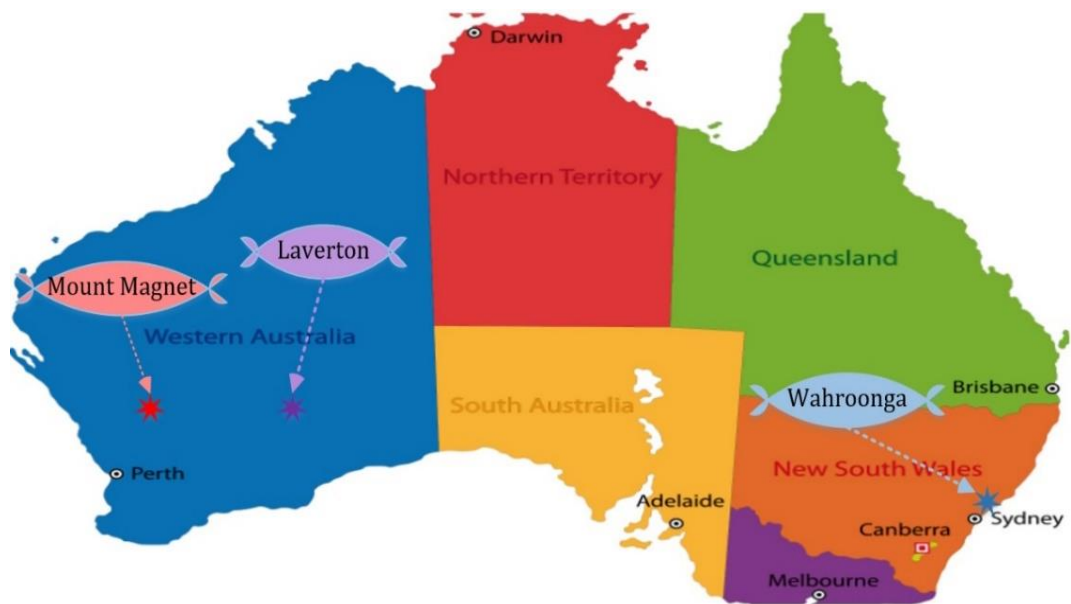 Darwin
Northern Territory
Laverton
Queensland
Mount Magnet
Western Australia
Brisbane
Wahroonga
South Australia
New South Wales
Perth
Adelaide
Sydney
Canberra
Melbourne